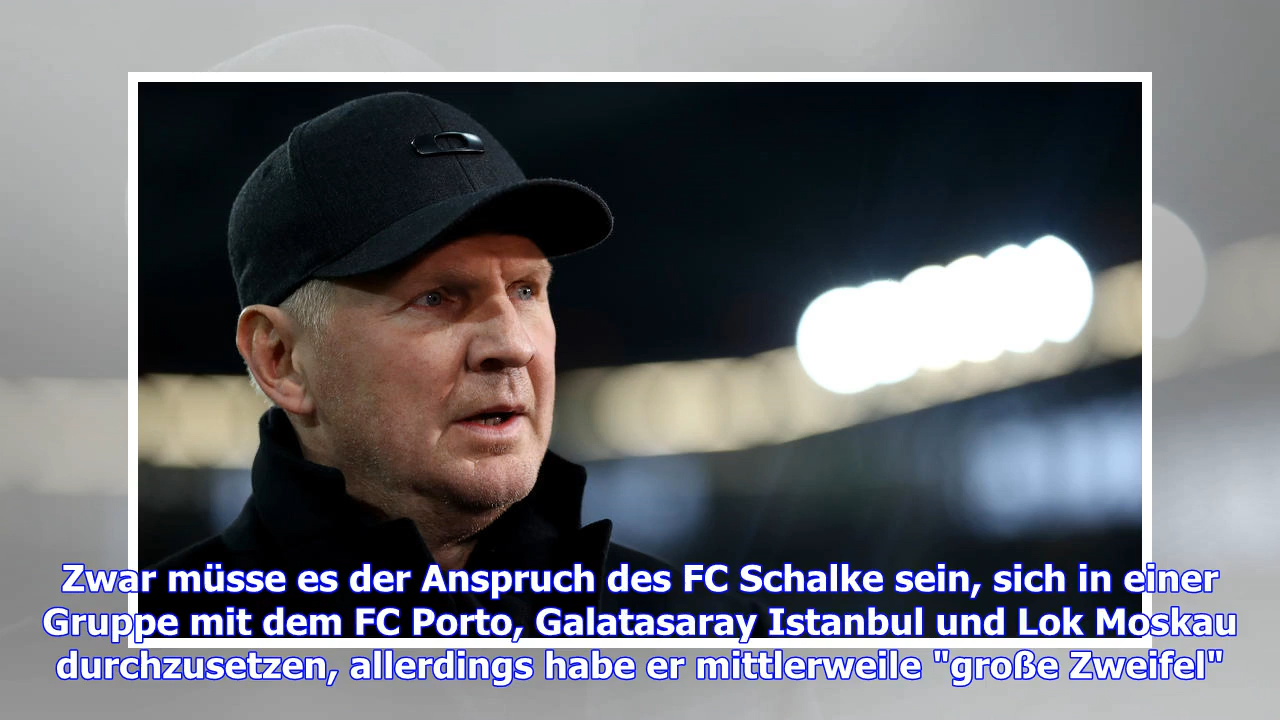 Zwar müsse es der Anspruch des FC Schalke sein, sich in einer
Gruppe mit dem FC Porto, Galatasaray Istanbul und Lok Moskau
durchzusetzen, allerdings habe er mittlerweile "große Zweifel"